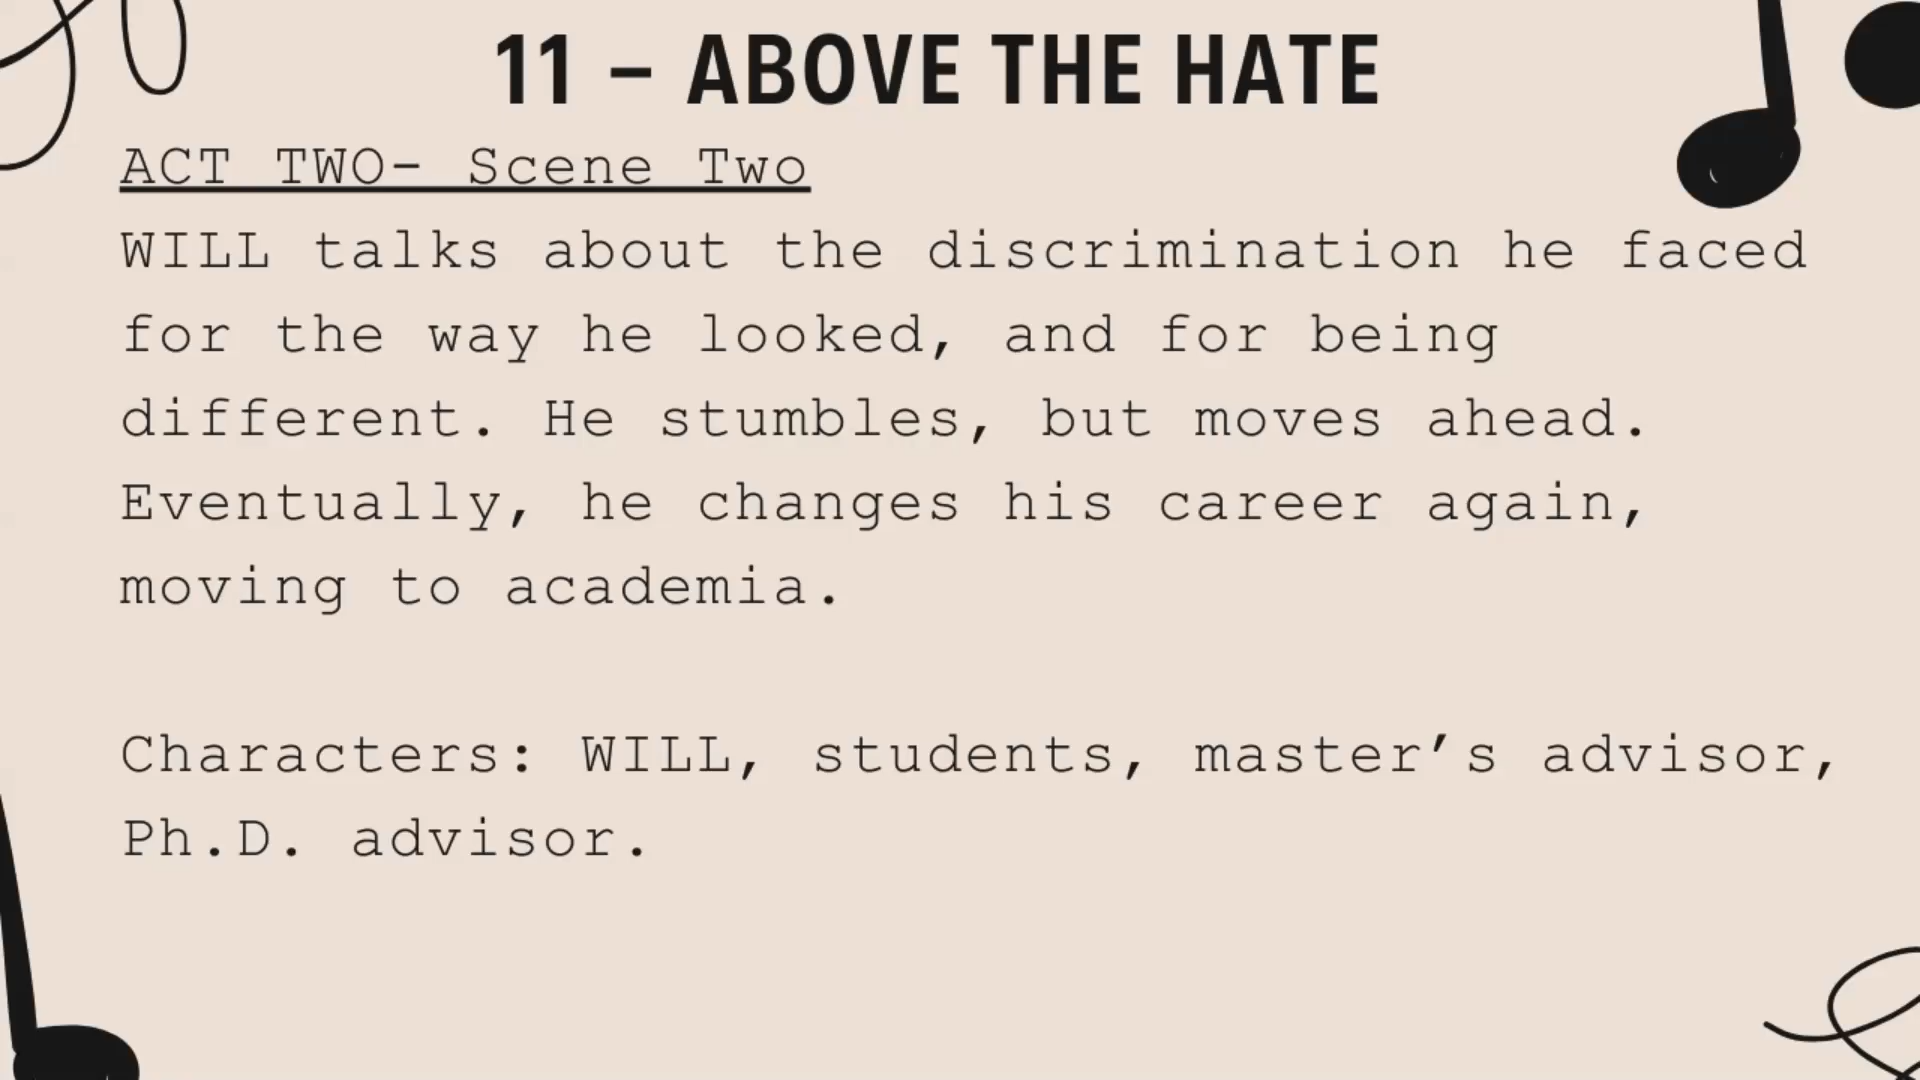 11 – ABOVE THE HATE
ACT TWO- Scene Two
WILL talks about the discrimination he faced
for the way he looked, and for being
different. He stumbles, but moves ahead.
Eventually, he changes his career again,
moving to academia.
Characters: WILL, students, master’s advisor,
Ph.D. advisor.